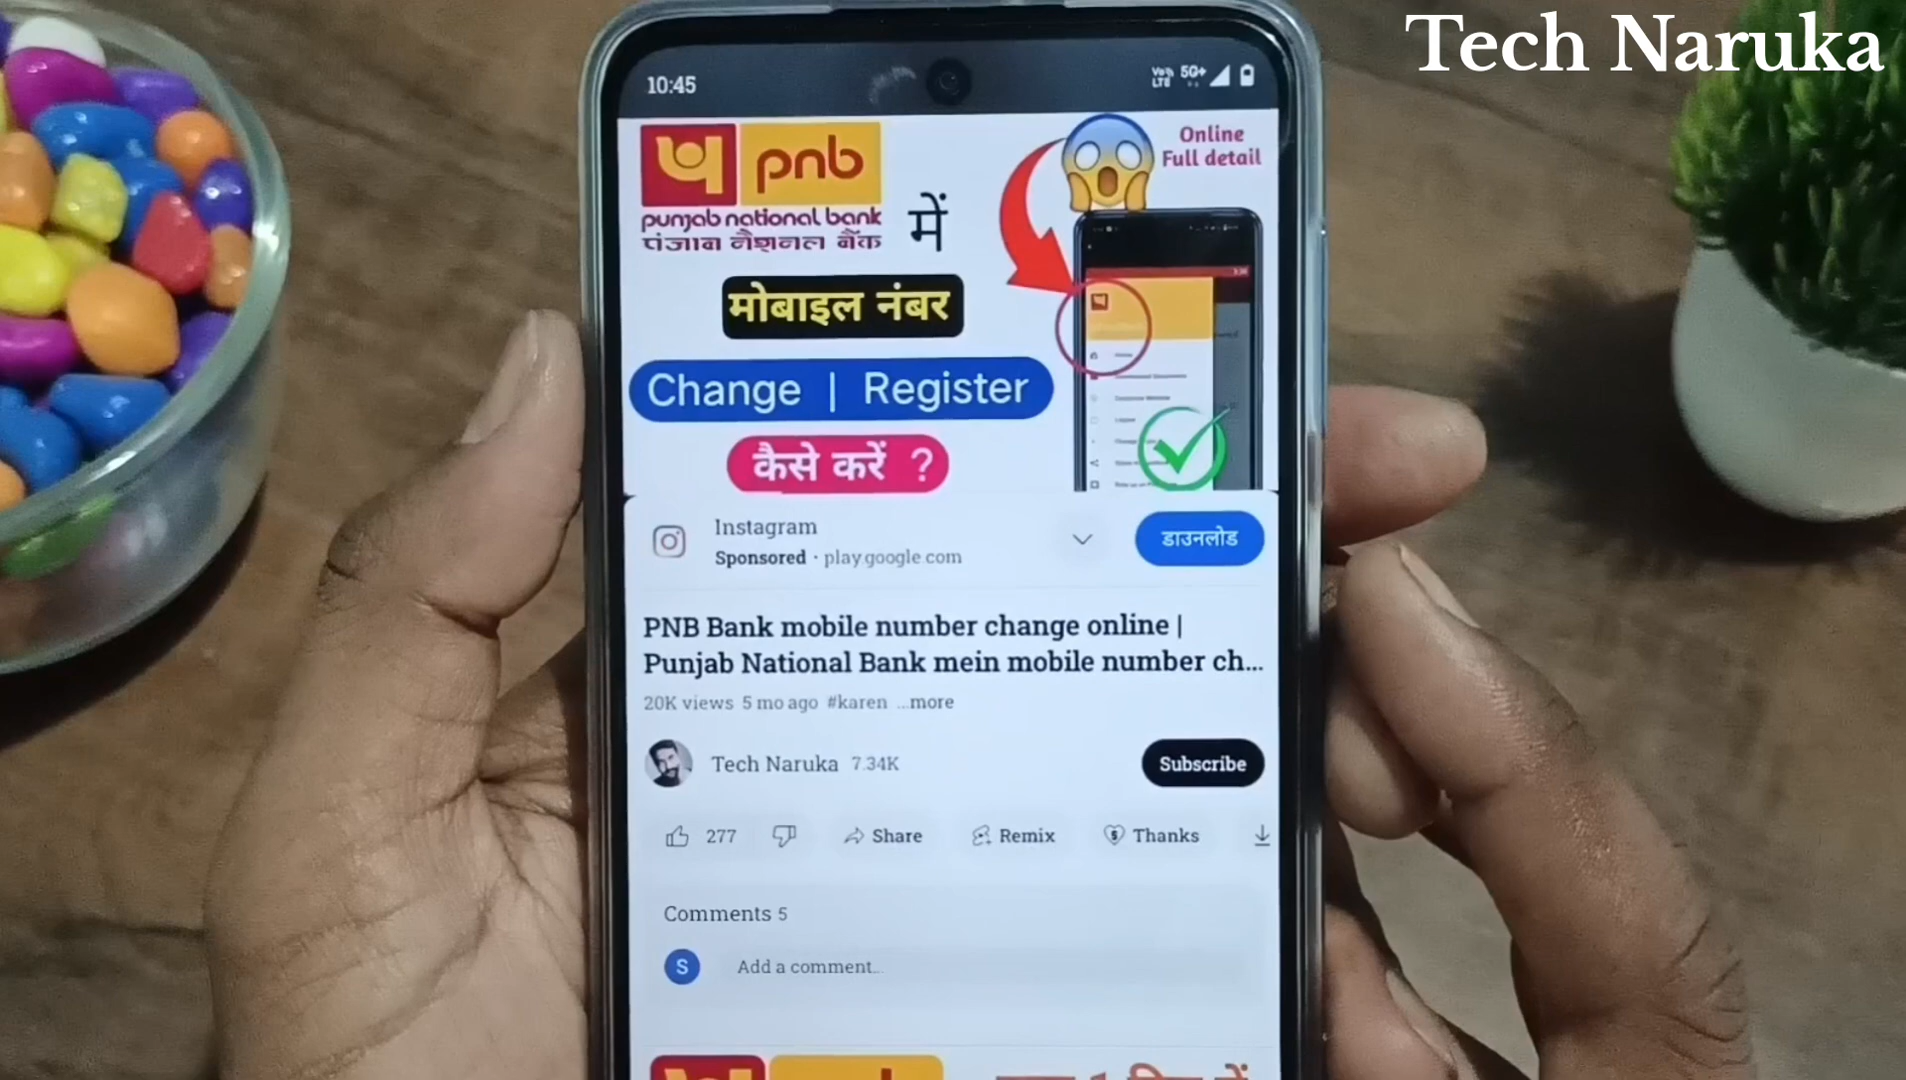 Tech Naruka
10:45
Vo))
LTE
5G+
प pnb
punjab national bank
पंजाब नैशनल बैंक
में
Online
Full detail
मोबाइल नंबर
Change | Register
कैसे करें ?
Instagram
Sponsored · play.google.com
डाउनलोड
PNB Bank mobile number change online |
Punjab National Bank mein mobile number ch...
20K views 5 mo ago #karen ...more
Tech Naruka 7.34K
Subscribe
277
Share
Remix
Thanks
Comments 5
S
Add a comment...